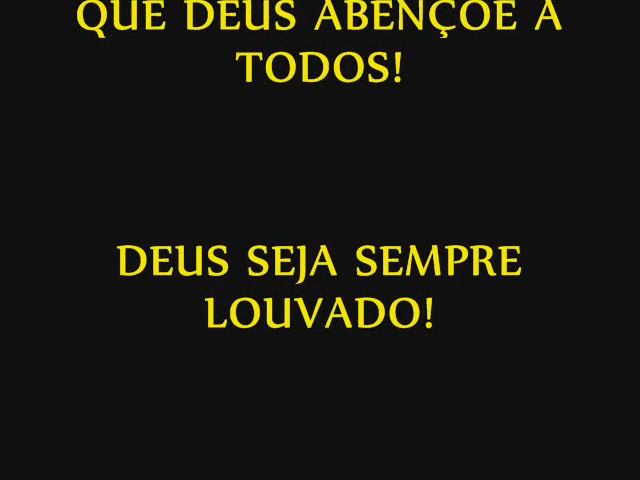 QUE DEUS ABENÇOE A
TODOS!
DEUS SEJA SEMPRE
LOUVADO!